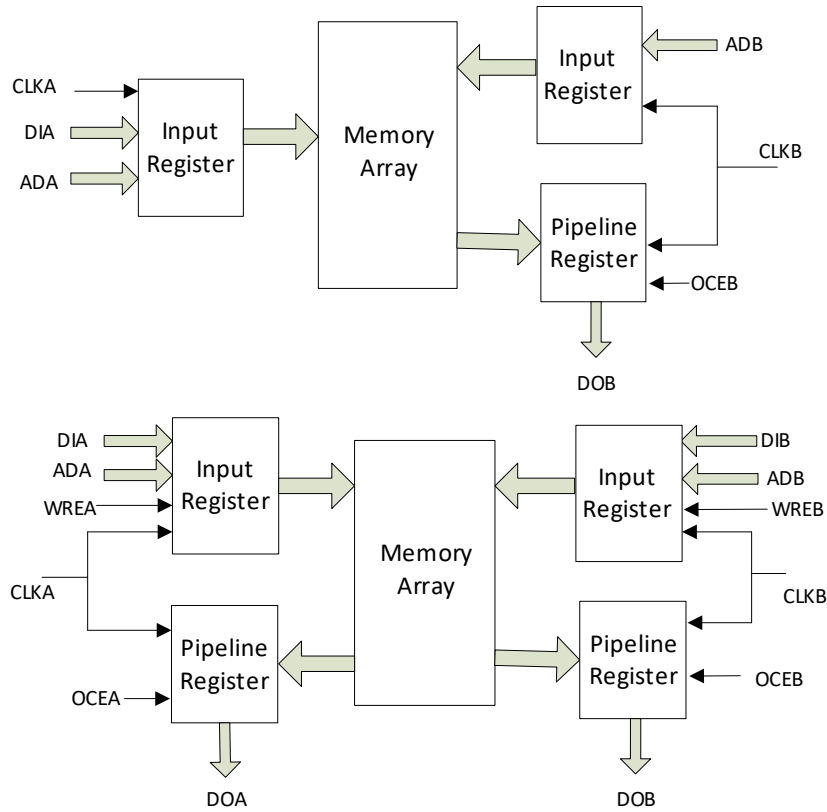 CLKA
DIA
ADA
Input
Register
Memory
Array
Input
Register
ADB
CLKB
Pipeline
Register
OCEB
DOB
DIA
ADA
WREA
CLKA
OCEA
Input
Register
Pipeline
Register
DOA
Memory
Array
Input
Register
DIB
ADB
WREB
CLKB
Pipeline
Register
OCEB
DOB